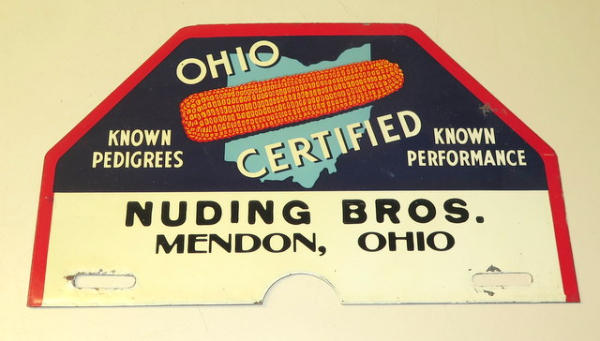 OHIO
CERTIFIED
KNOWN
PEDIGREES
KNOWN
PERFORMANCE
NUDING BROS.
MENDON, OHIO